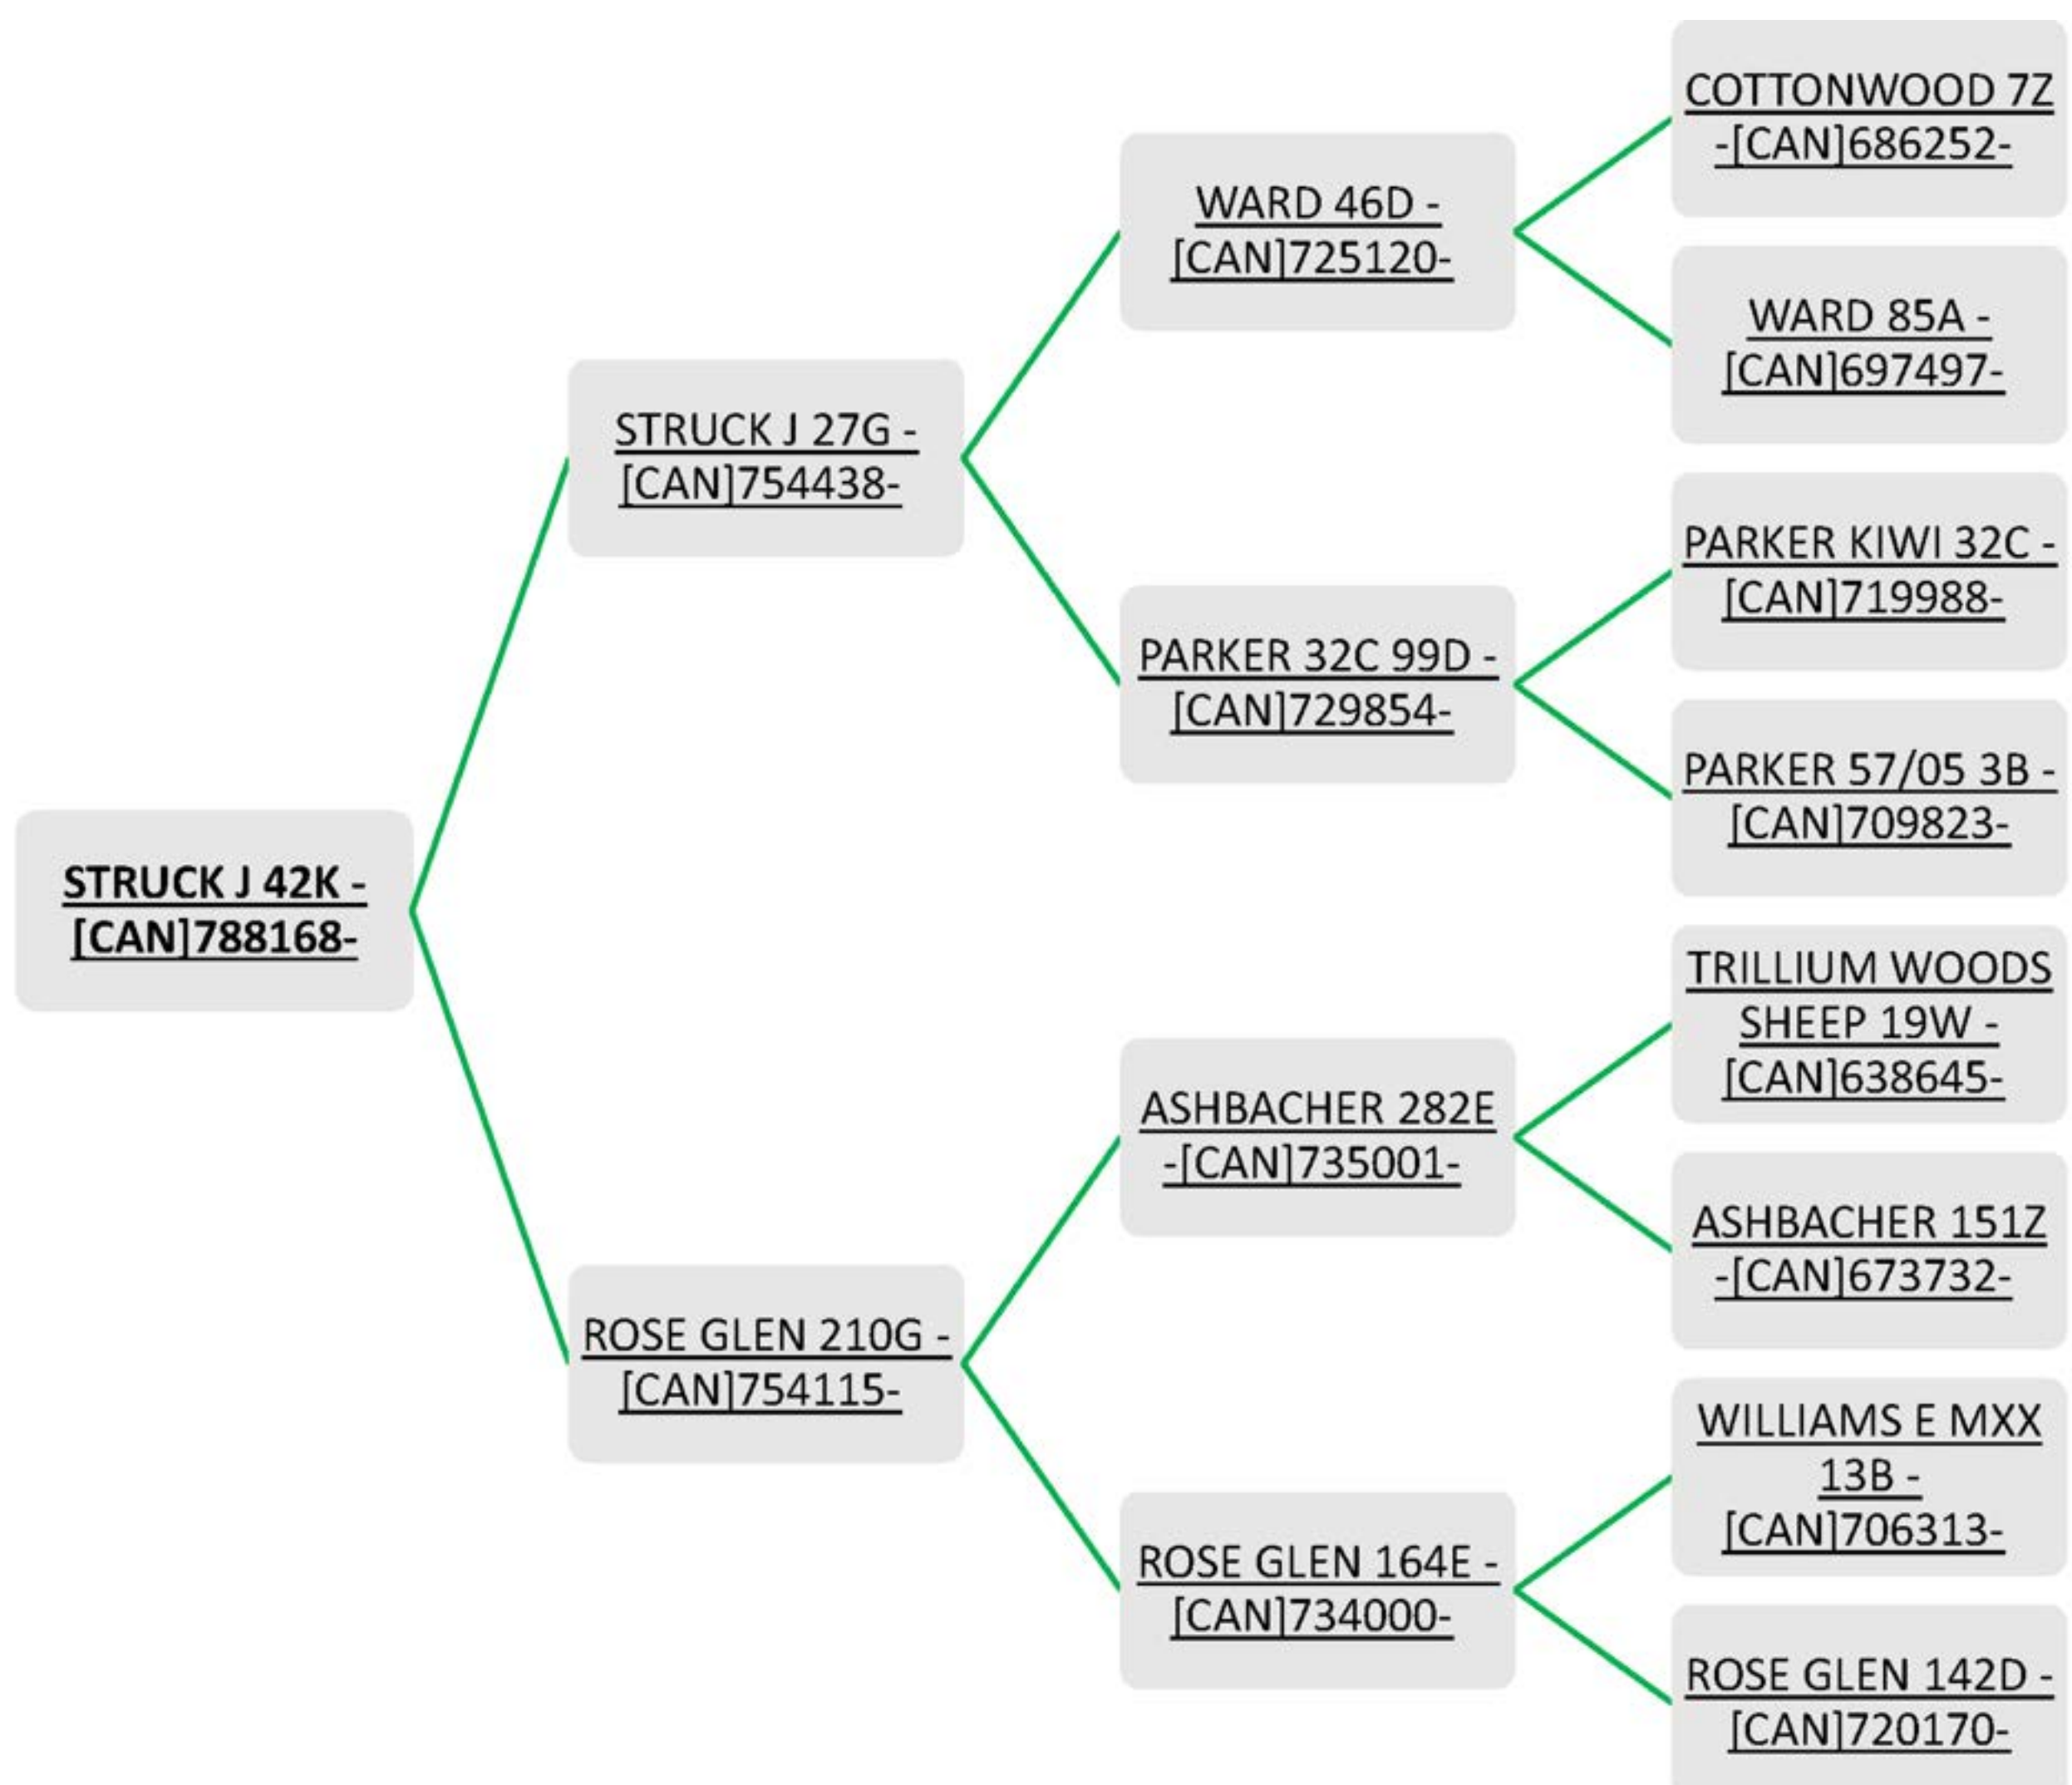 STRUCK J 42K -
[CAN]788168-
STRUCK J 27G -
[CAN]754438-
ROSE GLEN 210G -
[CAN]754115-
WARD 46D -
[CAN]725120-
PARKER 32C 99D -
[CAN]729854-
ASHBACHER 282E
-[CAN]735001-
ROSE GLEN 164E -
[CAN]734000-
COTTONWOOD 7Z
-[CAN]686252-
WARD 85A -
[CAN]697497-
PARKER KIWI 32C -
[CAN]719988-
PARKER 57/05 3B -
[CAN]709823-
TRILLIUM WOODS
SHEEP 19W -
[CAN]638645-
ASHBACHER 151Z
-[CAN]673732-
WILLIAMS E MXX
13B -
[CAN]706313-
ROSE GLEN 142D -
[CAN]720170-